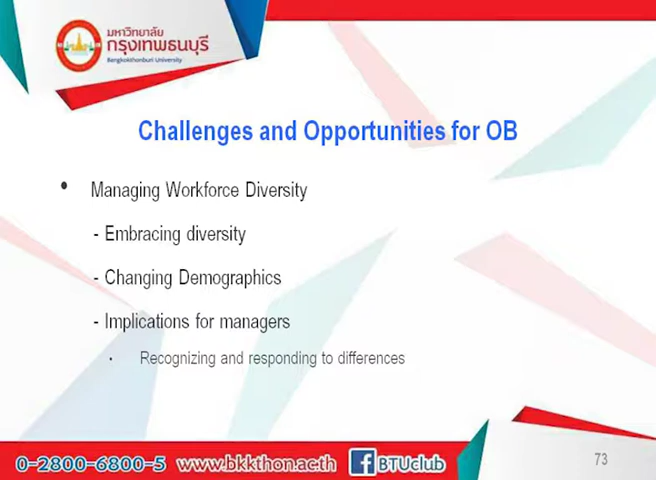 มหาวิทยาลัย
กรุงเทพธนบุรี
Bangkokthonburi University
Challenges and Opportunities for OB
• Managing Workforce Diversity
- Embracing diversity
- Changing Demographics
- Implications for managers
• Recognizing and responding to differences
0-2800-6800-5 www.bkkthon.ac.th f BTUclub
73